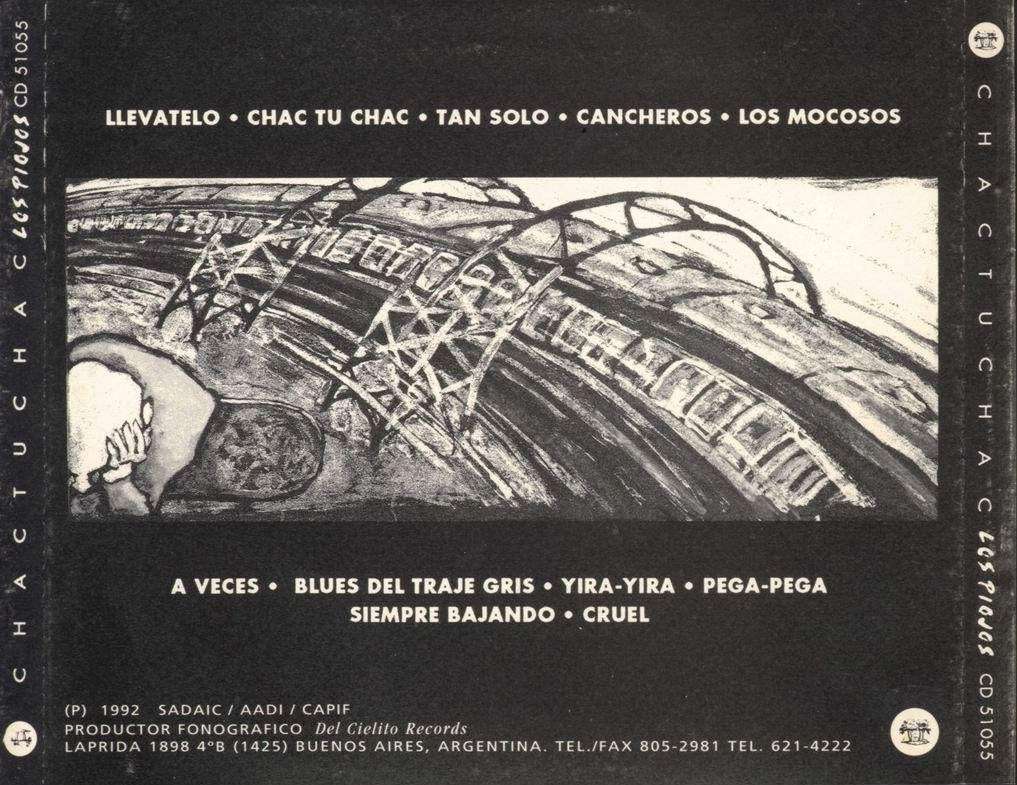 CHACTUCHAC LOS PIOJOS CD 51055
LLEVATELO • CHAC TU CHAC • TAN SOLO • CANCHEROS • LOS MOCOSOS
A VECES • BLUES DEL TRAJE GRIS • YIRA-YIRA • PEGA-PEGA
SIEMPRE BAJANDO • CRUEL
(P) 1992 SADAIC / AADI / CAPIF
PRODUCTOR FONOGRAFICO Del Cielito Records
LAPRIDA 1898 4ºB (1425) BUENOS AIRES, ARGENTINA. TEL./FAX 805-2981 TEL. 621-4222
CHACTUCHAC LOS PIOJOS CD 51055